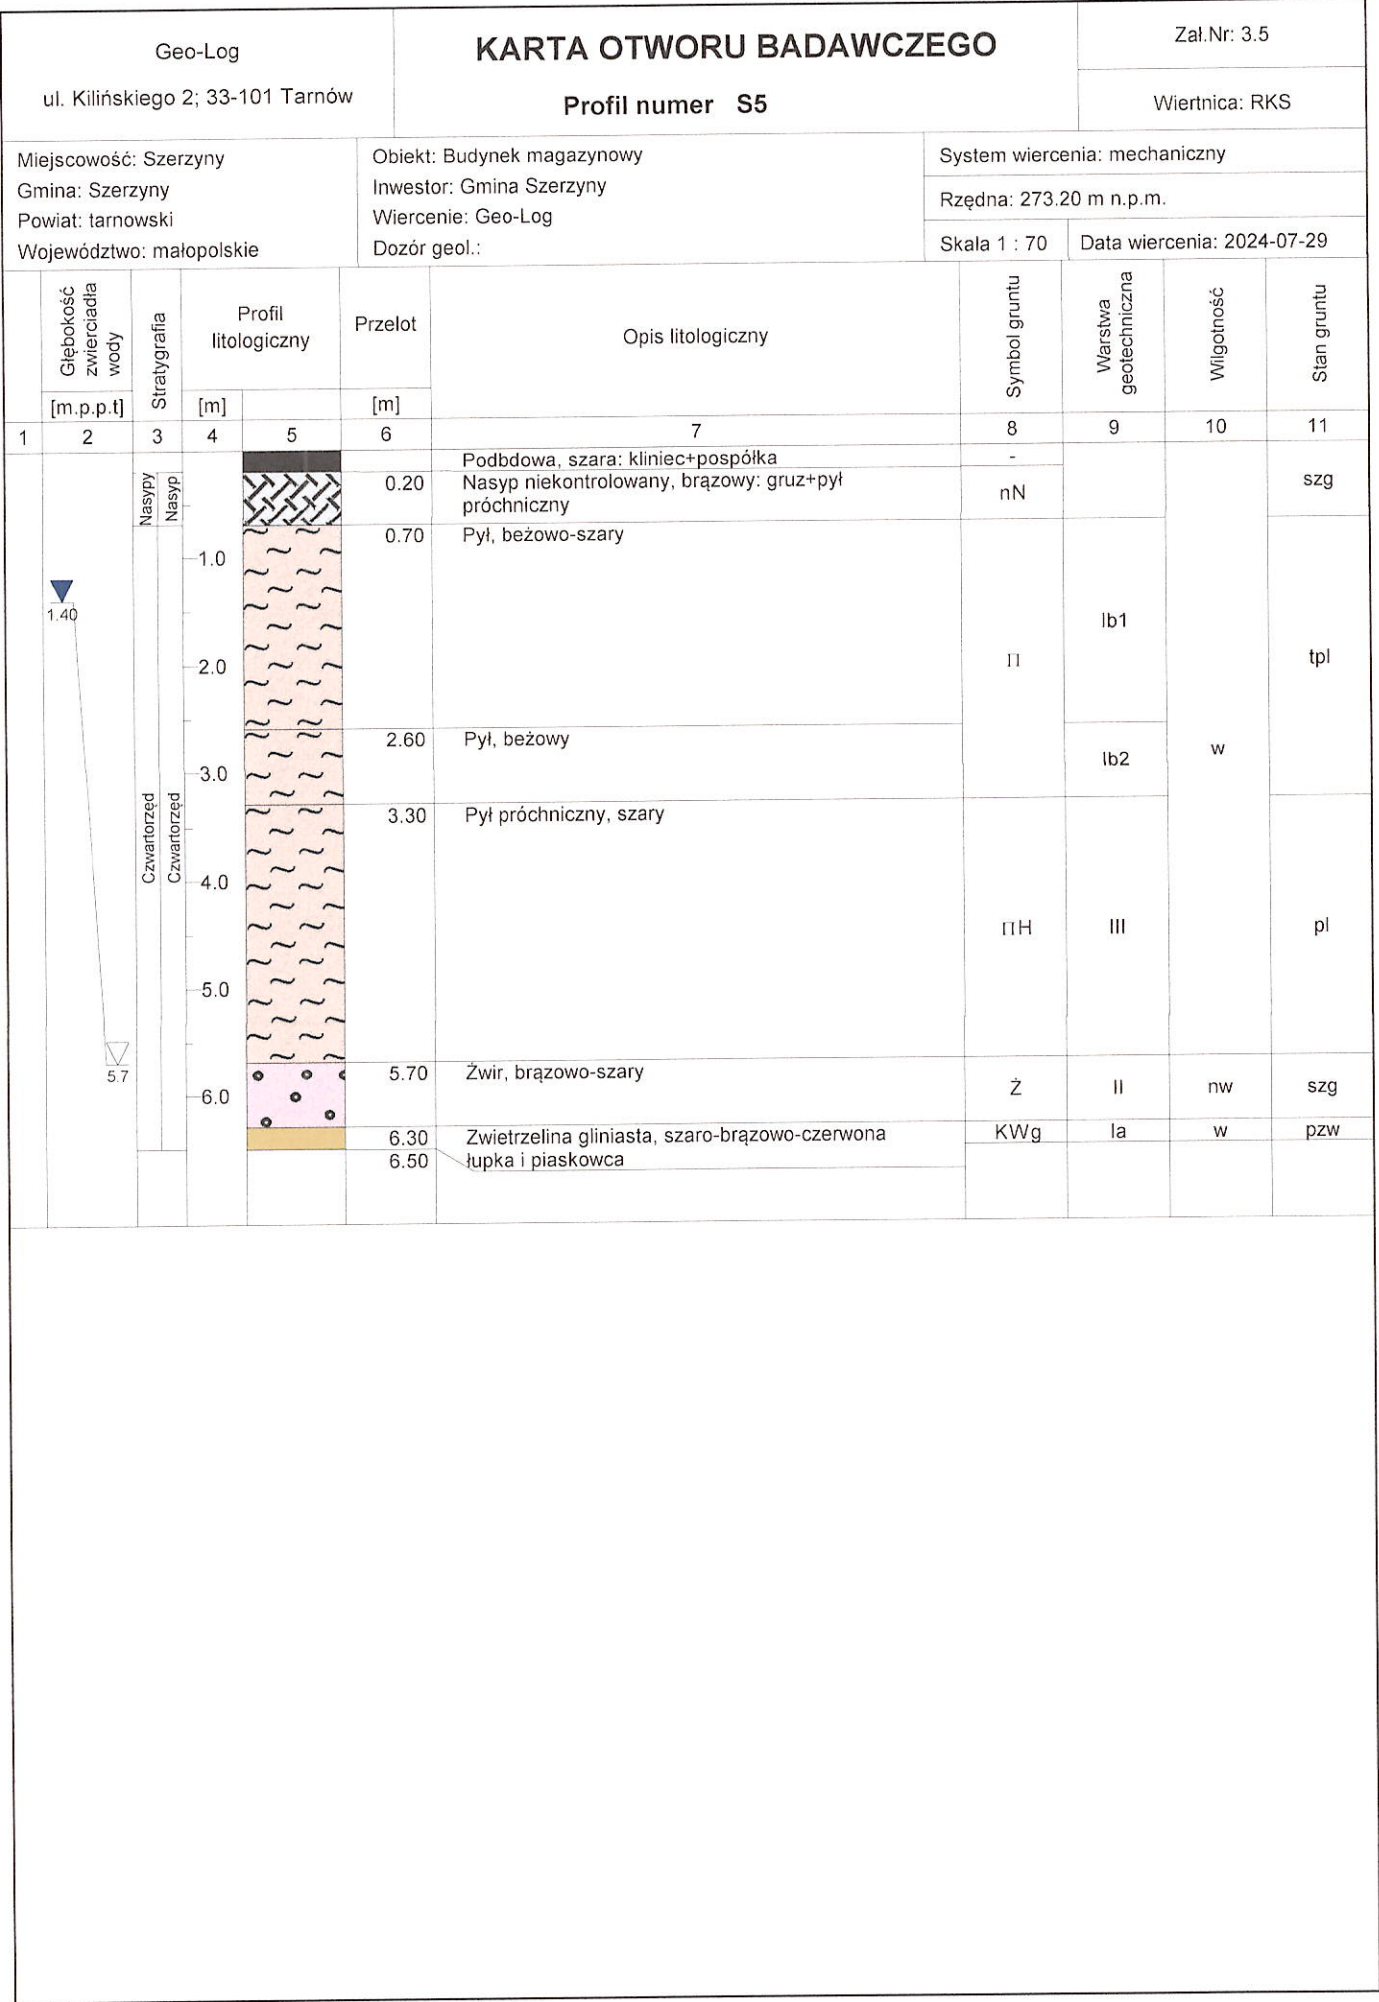 Geo-Log
ul. Kilińskiego 2; 33-101 Tarnów
KARTA OTWORU BADAWCZEGO
Profil numer S5
Zał.Nr: 3.5
Wiertnica: RKS
Miejscowość: Szerzyny
Gmina: Szerzyny
Powiat: tarnowski
Województwo: małopolskie
Obiekt: Budynek magazynowy
Inwestor: Gmina Szerzyny
Wiercenie: Geo-Log
Dozór geol.:
System wiercenia: mechaniczny
Rzędna: 273.20 m n.p.m.
Skala 1 : 70
Data wiercenia: 2024-07-29
Głębokość
zwierciadła
wody
[m.p.p.t]
Stratygrafia
Profil
litologiczny
[m]
Przelot
[m]
Opis litologiczny
Symbol gruntu
Warstwa
geotechniczna
Wilgotność
Stan gruntu
1 2 3 4 5 6 7 8 9 10 11
Podbdowa, szara: kliniec+pospółka -
Nasypy
Nasyp
0.20 Nasyp niekontrolowany, brązowy: gruz+pył
próchniczny
nN
szg
0.70 Pył, beżowo-szary
1.0
1.40
Ib1
2.0
Π
tpl
2.60 Pył, beżowy
Ib2
w
3.0
3.30 Pył próchniczny, szary
Czwartorzęd
Czwartorzęd
4.0
ΠH III pl
5.0
5.7
5.70 Żwir, brązowo-szary
Ż II nw szg
6.0
6.30 Zwietrzelina gliniasta, szaro-brązowo-czerwona KWg Ia w pzw
6.50 łupka i piaskowca